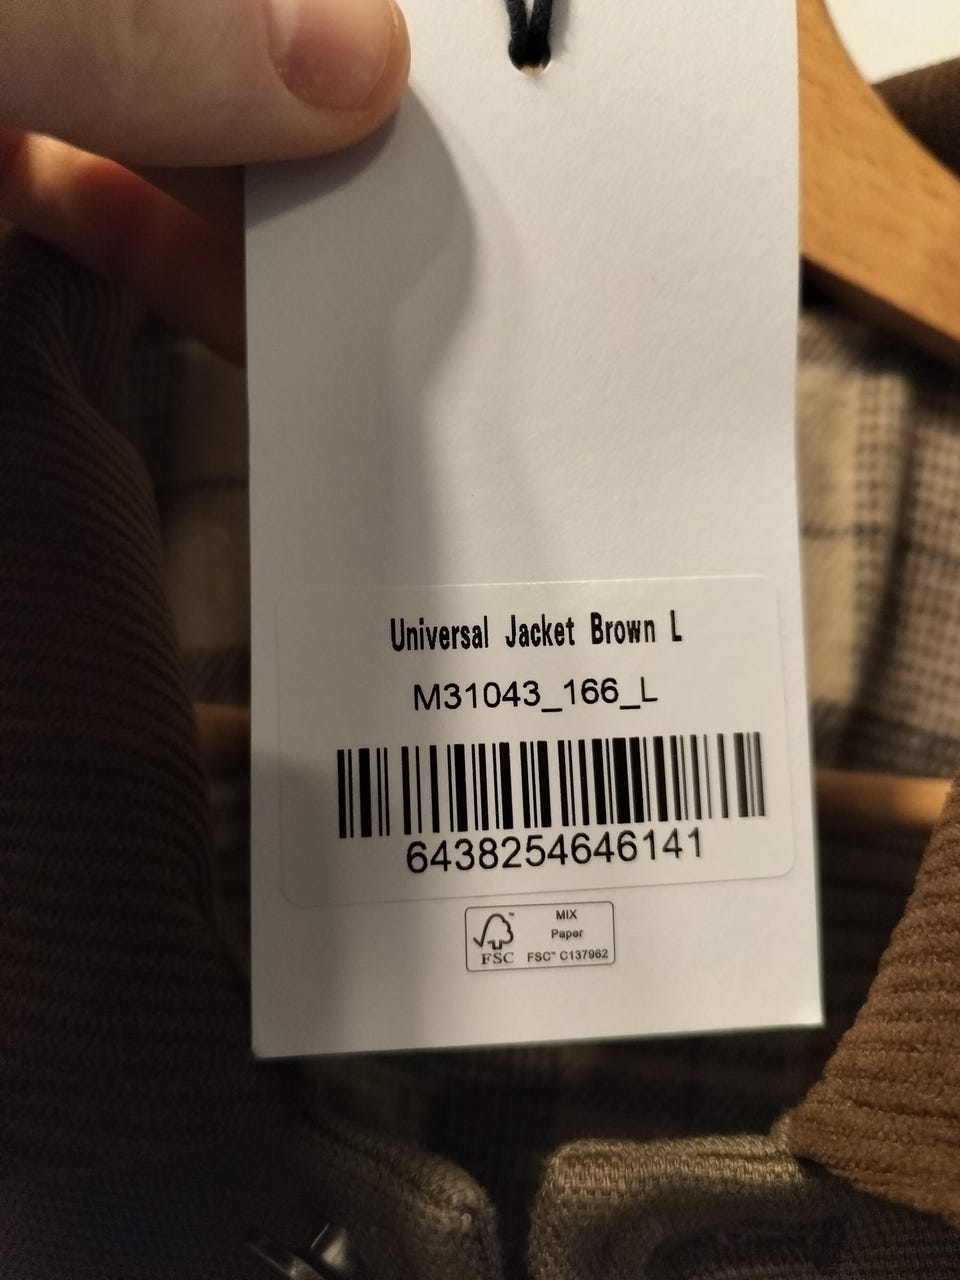 Universal Jacket Brown L
M31043_166_L
6438254646141
MIX
Paper
FSC™ C137962
FSC